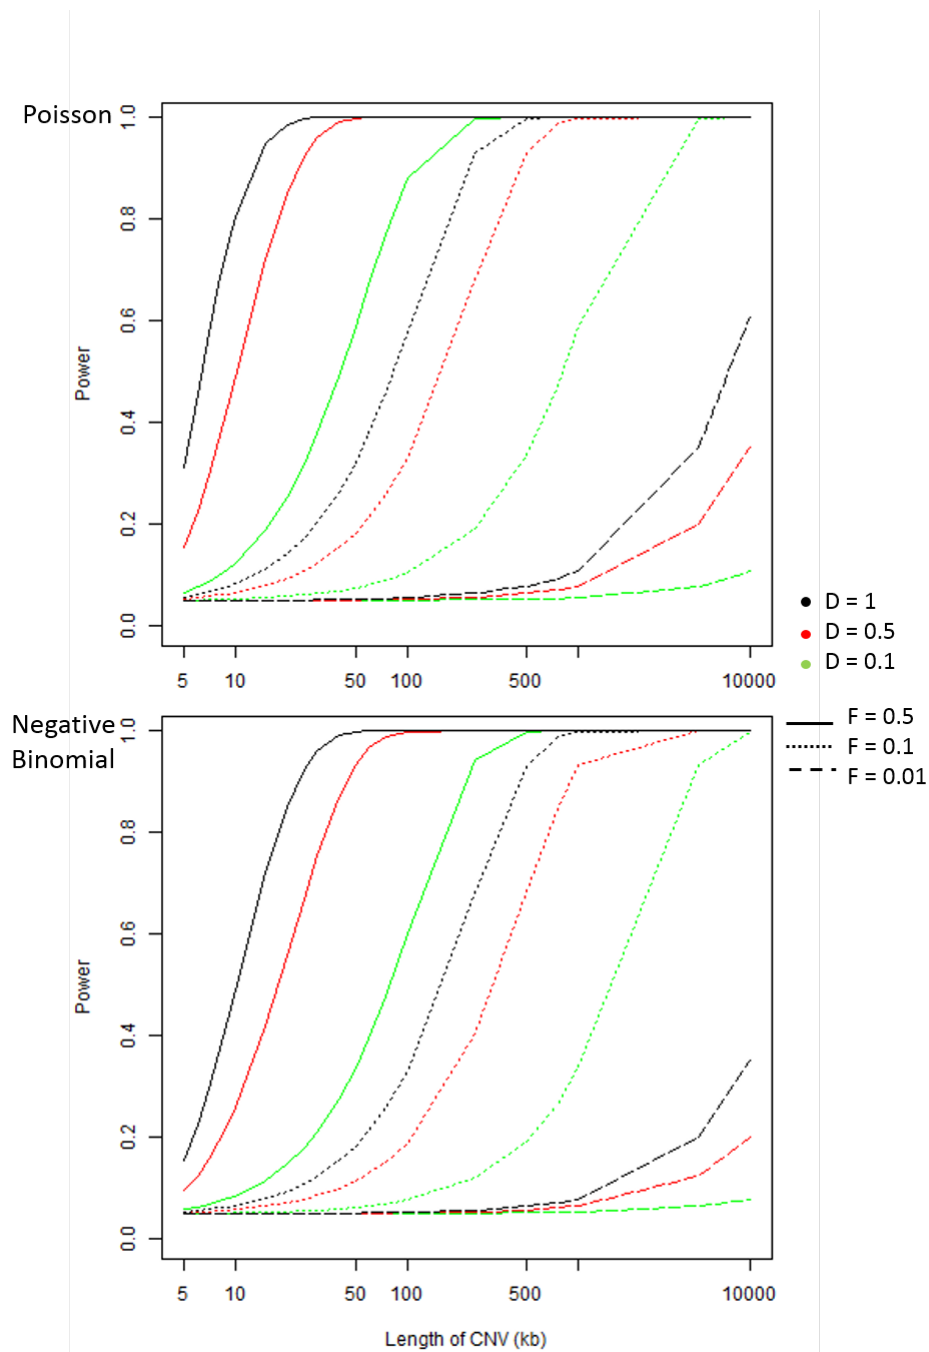 Poisson
1.0
0.8
0.6
0.4
0.2
0.0
Power
5 10 50 100 500 10000
D = 1
D = 0.5
D = 0.1
F = 0.5
F = 0.1
F = 0.01
Negative
Binomial
1.0
0.8
0.6
0.4
0.2
0.0
Power
5 10 50 100 500 10000
Length of CNV (kb)